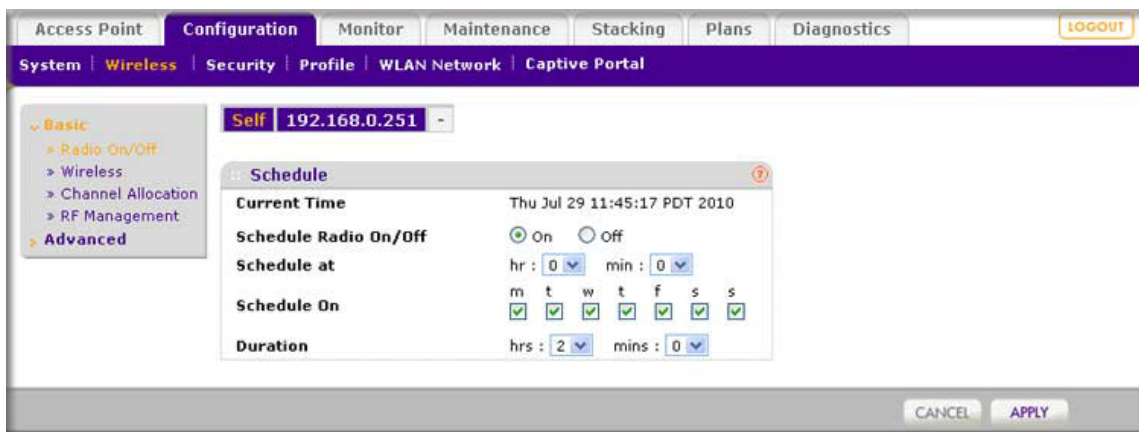 Access Point Configuration Monitor Maintenance Stacking Plans Diagnostics LOGOUT
System Wireless Security Profile WLAN Network Captive Portal
Basic
» Radio On/Off
» Wireless
» Channel Allocation
» RF Management
Advanced
Self 192.168.0.251 -
Schedule ?
Current Time Thu Jul 29 11:45:17 PDT 2010
Schedule Radio On/Off On Off
Schedule at hr : 0 min : 0
m t w t f s s
Schedule On
Duration hrs : 2 mins : 0
CANCEL APPLY